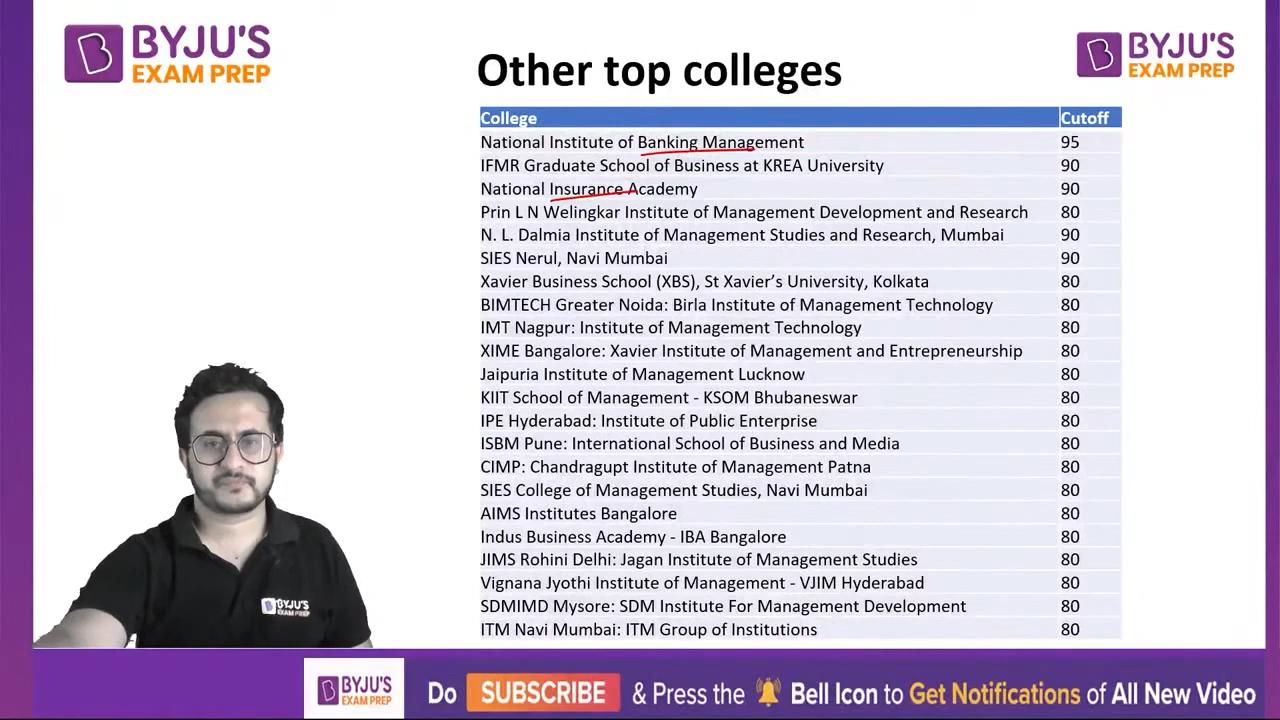 BYJU'S
EXAM PREP
Other top colleges
BYJU'S
EXAM PREP
College Cutoff
National Institute of Banking Management 95
IFMR Graduate School of Business at KREA University 90
National Insurance Academy 90
Prin L N Welingkar Institute of Management Development and Research 80
N. L. Dalmia Institute of Management Studies and Research, Mumbai 90
SIES Nerul, Navi Mumbai 90
Xavier Business School (XBS), St Xavier’s University, Kolkata 80
BIMTECH Greater Noida: Birla Institute of Management Technology 80
IMT Nagpur: Institute of Management Technology 80
XIME Bangalore: Xavier Institute of Management and Entrepreneurship 80
Jaipuria Institute of Management Lucknow 80
KIIT School of Management - KSOM Bhubaneswar 80
IPE Hyderabad: Institute of Public Enterprise 80
ISBM Pune: International School of Business and Media 80
CIMP: Chandragupt Institute of Management Patna 80
SIES College of Management Studies, Navi Mumbai 80
AIMS Institutes Bangalore 80
Indus Business Academy - IBA Bangalore 80
JIMS Rohini Delhi: Jagan Institute of Management Studies 80
Vignana Jyothi Institute of Management - VJIM Hyderabad 80
SDMIMD Mysore: SDM Institute For Management Development 80
ITM Navi Mumbai: ITM Group of Institutions 80
BYJU'S
EXAM PREP
BYJU'S
EXAM PREP
Do SUBSCRIBE & Press the Bell Icon to Get Notifications of All New Video